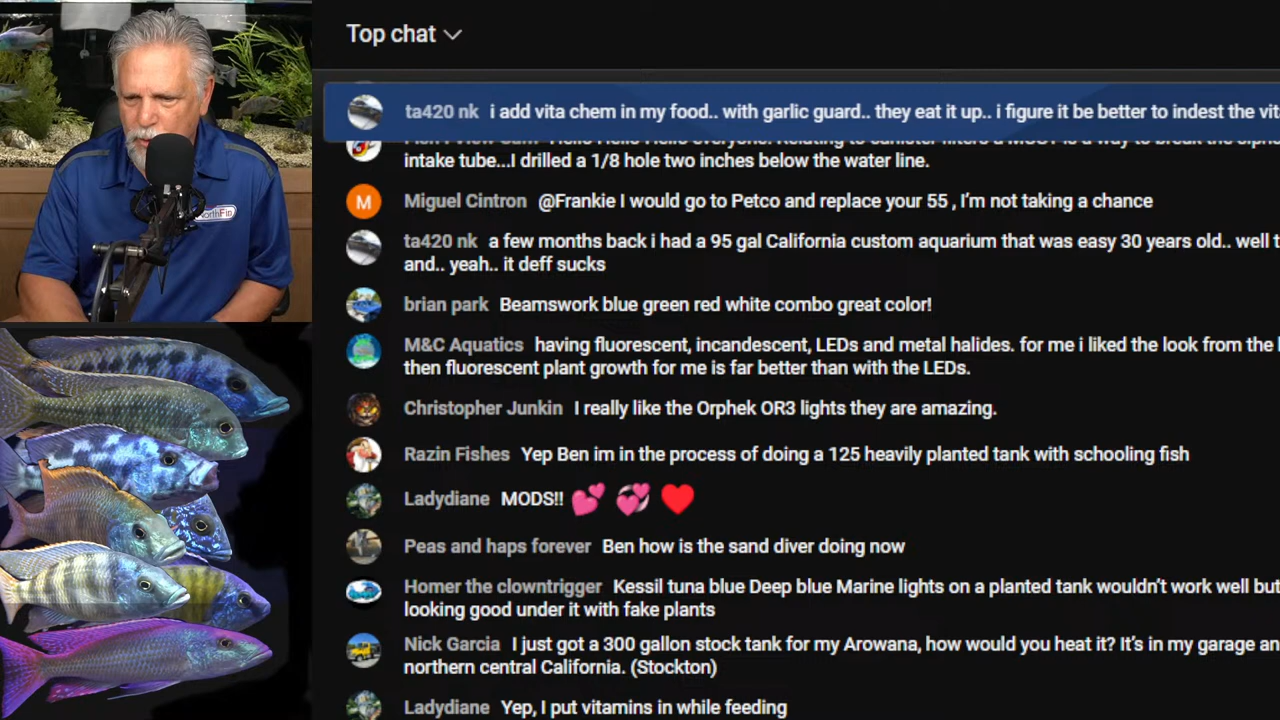 Top chat
ta420 nk i add vita chem in my food.. with garlic guard.. they eat it up.. i figure it be better to indest the vit
intake tube...I drilled a 1/8 hole two inches below the water line.
Miguel Cintron @Frankie I would go to Petco and replace your 55 , I'm not taking a chance
ta420 nk a few months back i had a 95 gal California custom aquarium that was easy 30 years old.. well t
and.. yeah.. it deff sucks
brian park Beamswork blue green red white combo great color!
M&C Aquatics having fluorescent, incandescent, LEDs and metal halides. for me i liked the look from the
then fluorescent plant growth for me is far better than with the LEDs.
Christopher Junkin I really like the Orphek OR3 lights they are amazing.
Razin Fishes Yep Ben im in the process of doing a 125 heavily planted tank with schooling fish
Ladydiane MODS!! 💕 💞 ❤️
Peas and haps forever Ben how is the sand diver doing now
Homer the clowntrigger Kessil tuna blue Deep blue Marine lights on a planted tank wouldn't work well but
looking good under it with fake plants
Nick Garcia I just got a 300 gallon stock tank for my Arowana, how would you heat it? It's in my garage an
northern central California. (Stockton)
Ladydiane Yep, I put vitamins in while feeding
NorthFin